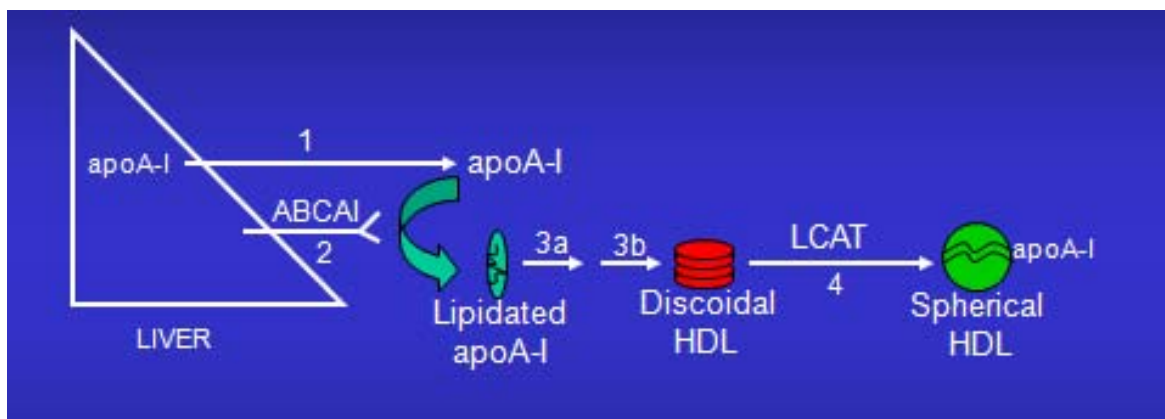 1
apoA-I
apoA-I
ABCAI
2
3a
3b
LCAT
4
apoA-I
Lipidated
apoA-I
Discoidal
HDL
Spherical
HDL
LIVER